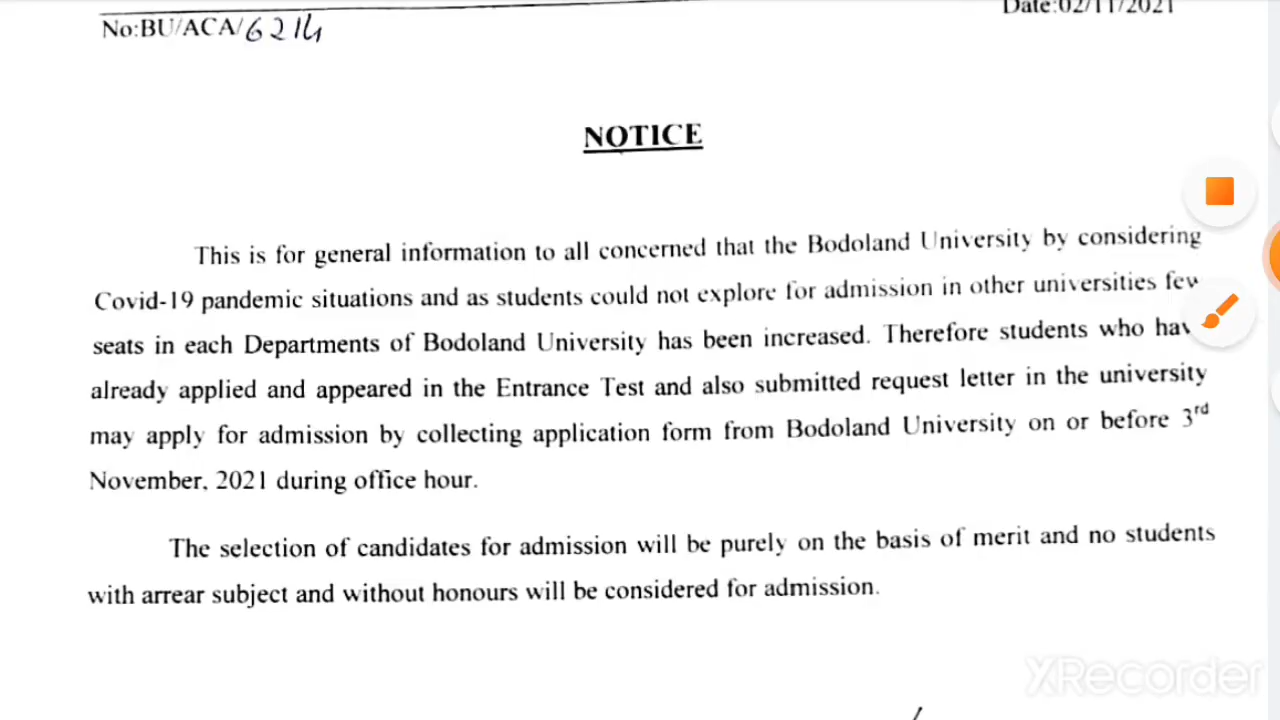 No:BU/ACA/6214
Date:02/11/2021
NOTICE
This is for general information to all concerned that the Bodoland University by considering
Covid-19 pandemic situations and as students could not explore for admission in other universities few
seats in each Departments of Bodoland University has been increased. Therefore students who hav
already applied and appeared in the Entrance Test and also submitted request letter in the university
may apply for admission by collecting application form from Bodoland University on or before 3rd
November, 2021 during office hour.
The selection of candidates for admission will be purely on the basis of merit and no students
with arrear subject and without honours will be considered for admission.
XRecorder